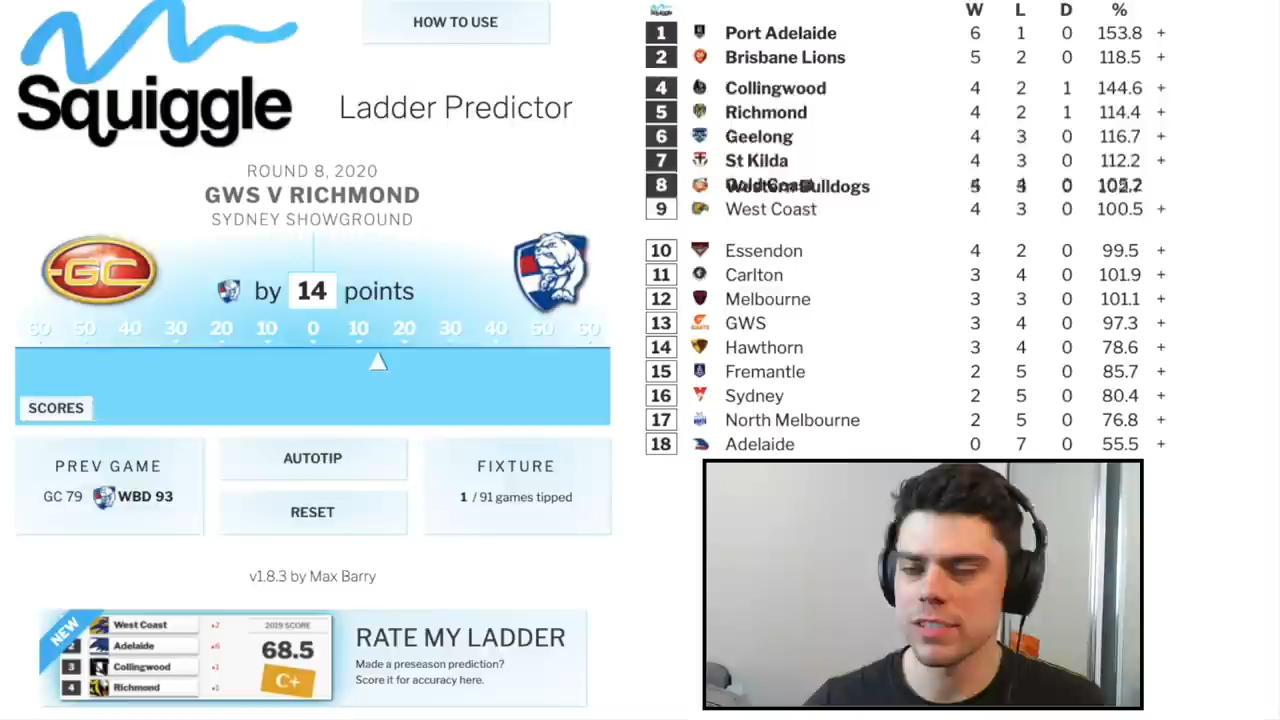 HOW TO USE
Squiggle
Ladder Predictor
ROUND 8, 2020
GWS V RICHMOND
SYDNEY SHOWGROUND
GC
by 14 points
60 50 40 30 20 10 0 10 20 30 40 50 60
SCORES
PREV GAME
GC 79 WBD 93
AUTOTIP
RESET
FIXTURE
1 / 91 games tipped
v1.8.3 by Max Barry
NEW
West Coast
2 Adelaide
3 Collingwood
4 Richmond
2019 SCORE
68.5
C+
RATE MY LADDER
Made a preseason prediction?
Score it for accuracy here.
W L D %
1 Port Adelaide 6 1 0 153.8 +
2 Brisbane Lions 5 2 0 118.5 +
4 Collingwood 4 2 1 144.6 +
5 Richmond 4 2 1 114.4 +
6 Geelong 4 3 0 116.7 +
7 St Kilda 4 3 0 112.2 +
8 Western Bulldogs 0
9 West Coast 4 3 0 100.5 +
10 Essendon 4 2 0 99.5 +
11 Carlton 3 4 0 101.9 +
12 Melbourne 3 3 0 101.1 +
13 GWS 3 4 0 97.3 +
14 Hawthorn 3 4 0 78.6 +
15 Fremantle 2 5 0 85.7 +
16 Sydney 2 5 0 80.4 +
17 North Melbourne 2 5 0 76.8 +
18 Adelaide 0 7 0 55.5 +